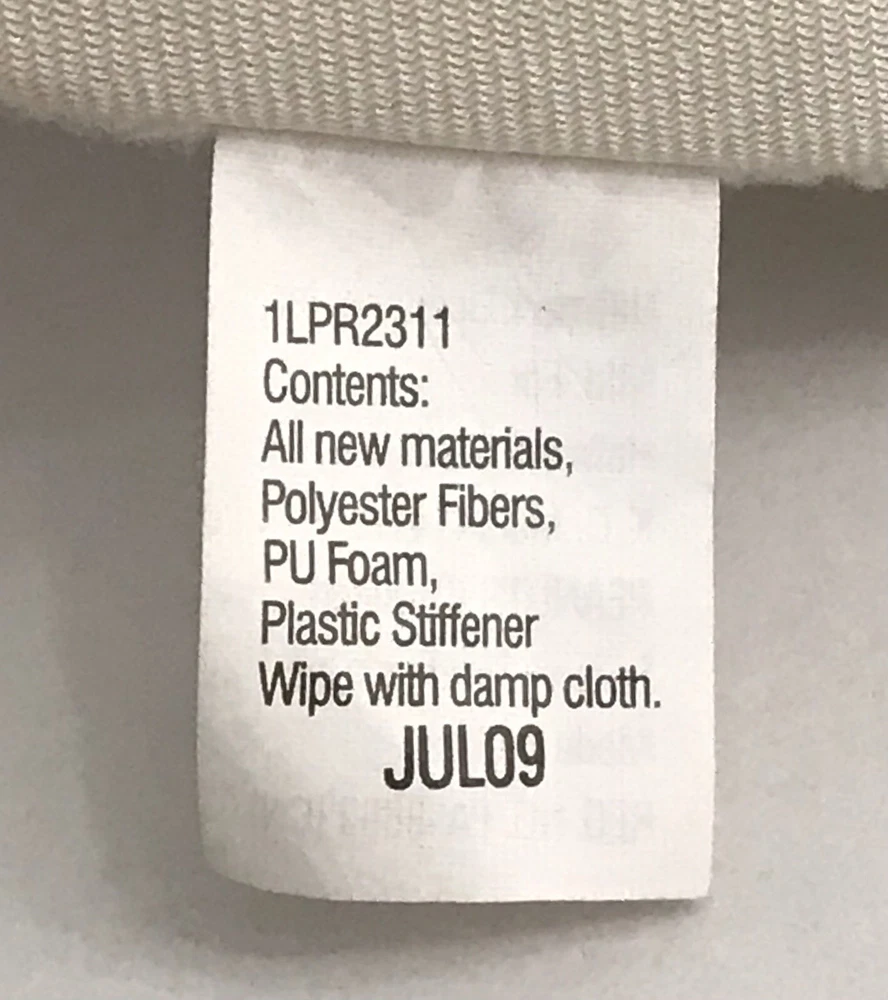 1LPR2311
Contents:
All new materials,
Polyester Fibers,
PU Foam,
Plastic Stiffener
Wipe with damp cloth.
JUL09